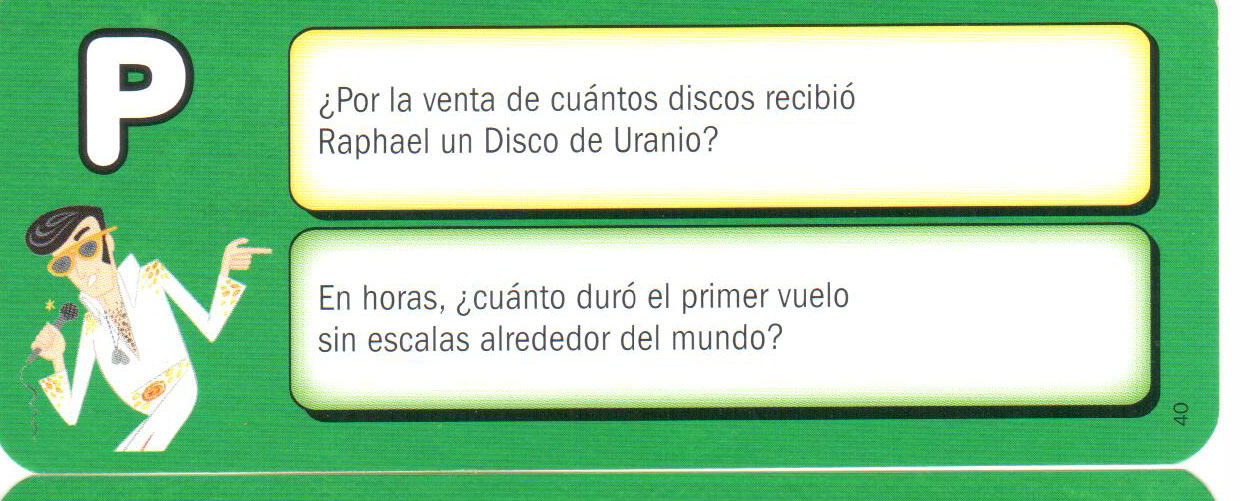 P
¿Por la venta de cuántos discos recibió
Raphael un Disco de Uranio?
En horas, ¿cuánto duró el primer vuelo
sin escalas alrededor del mundo?
40